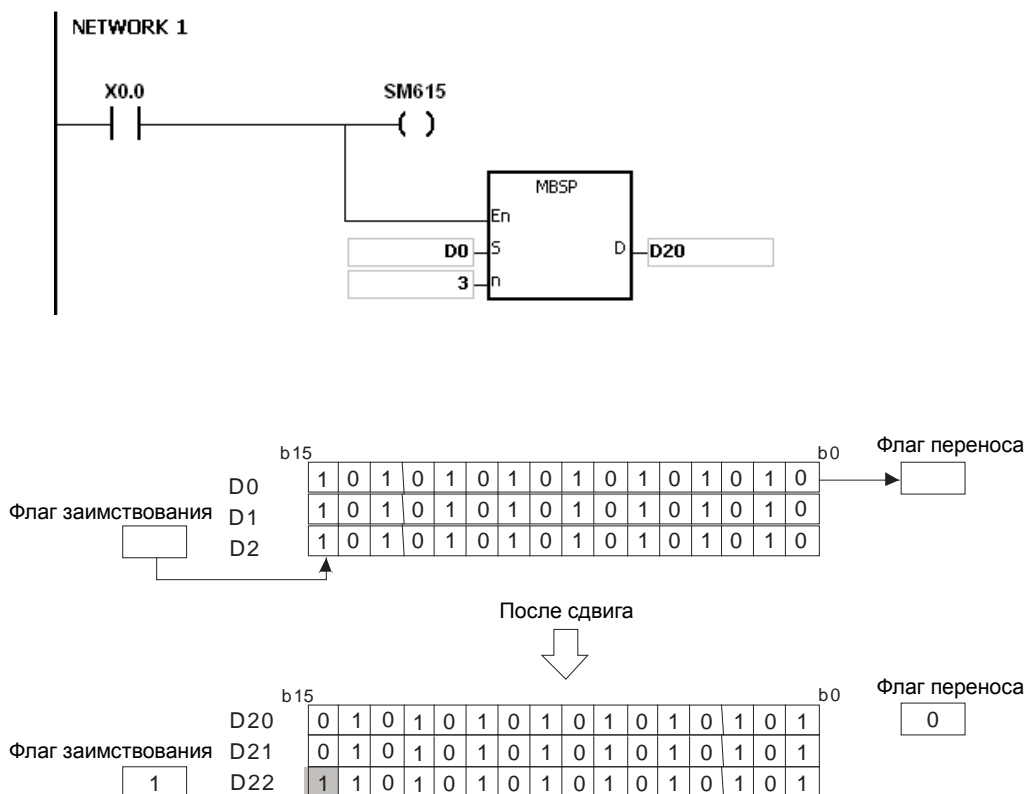 NETWORK 1
X0.0 SM615
MBSP
En
D0 S D D20
3 n
b15 b0 Флаг переноса
D0 1 0 1 0 1 0 1 0 1 0 1 0 1 0 1 0
Флаг заимствования D1 1 0 1 0 1 0 1 0 1 0 1 0 1 0 1 0
D2 1 0 1 0 1 0 1 0 1 0 1 0 1 0 1 0
После сдвига
b15 b0 Флаг переноса
D20 0 1 0 1 0 1 0 1 0 1 0 1 0 1 0 1 0
Флаг заимствования D21 0 1 0 1 0 1 0 1 0 1 0 1 0 1 0 1
1 D22 1 1 0 1 0 1 0 1 0 1 0 1 0 1 0 1